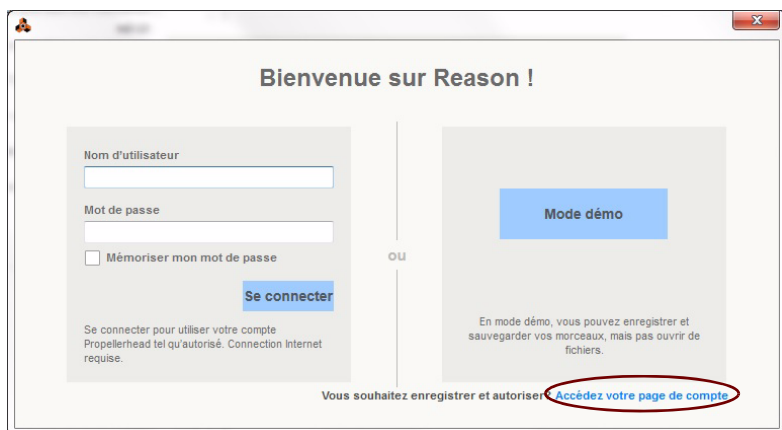 Bienvenue sur Reason !
Nom d'utilisateur
Mot de passe
Mémoriser mon mot de passe
Se connecter
Se connecter pour utiliser votre compte
Propellerhead tel qu'autorisé. Connection Internet
requise.
ou
Mode démo
En mode démo, vous pouvez enregistrer et
sauvegarder vos morceaux, mais pas ouvrir de
fichiers.
Vous souhaitez enregistrer et autoriser? Accédez votre page de compte